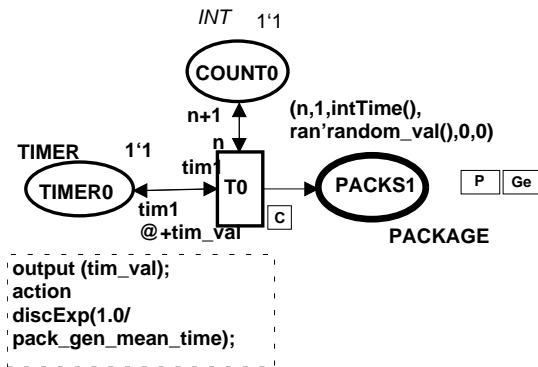 INT 1'1
COUNT0
n+1
n
(n,1,intTime(),
ran'random_val(),0,0)
TIMER 1'1
tim1
TIMER0
T0
PACKS1
P Ge
tim1
@+tim_val
C
PACKAGE
output (tim_val);
action
discExp(1.0/
pack_gen_mean_time);